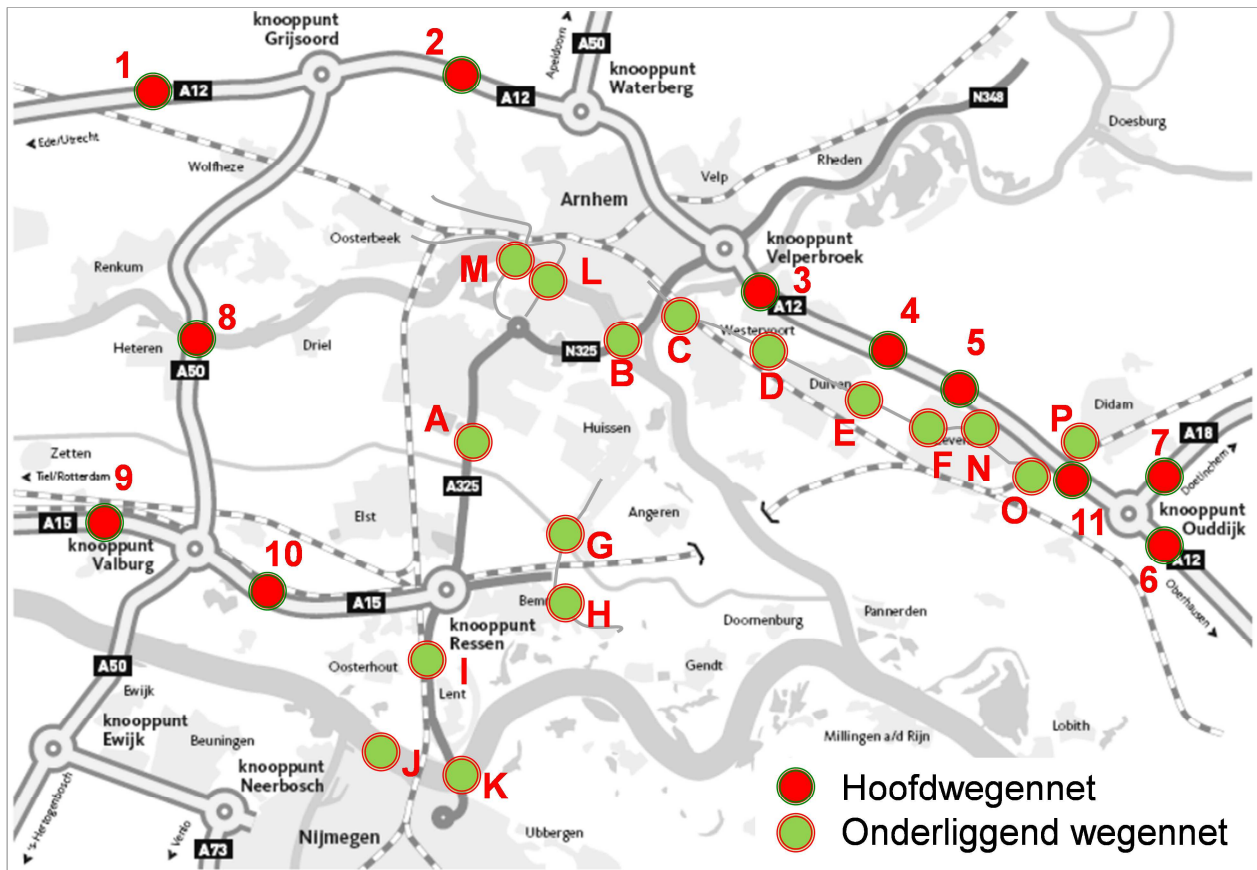 knooppunt
Grijsoord
1
2
A12
A12
A50
Apeldoorn
knooppunt
Waterberg
N348
Doesburg
Ede/Utrecht
Wolfheze
Rheden
Velp
Arnhem
Oosterbeek
knooppunt
Velperbroek
Renkum
M
L
3
A12
8
Heteren
Driel
C
Westervoort
4
A50
N325
B
5
D
Duiven
Didam
E
P
A18
Doetinchem
7
A
Huissen
F
N
Zetten
Tiel/Rotterdam
A325
O
knooppunt
Ouddijk
9
A15
knooppunt
Valburg
Elst
Angeren
G
11
6
A12
Oberhausen
10
A15
Bem
H
knooppunt
Ressen
Doornenburg
Pannerden
A50
Oosterhout
I
Lent
Gendt
Ewijk
knooppunt
Ewijk
Beuningen
knooppunt
Neerbosch
J
K
Millingen a/d Rijn
Lobith
's-Hertogenbosch
Venlo
A73
Nijmegen
Ubbergen
Hoofdwegennet
Onderliggend wegennet